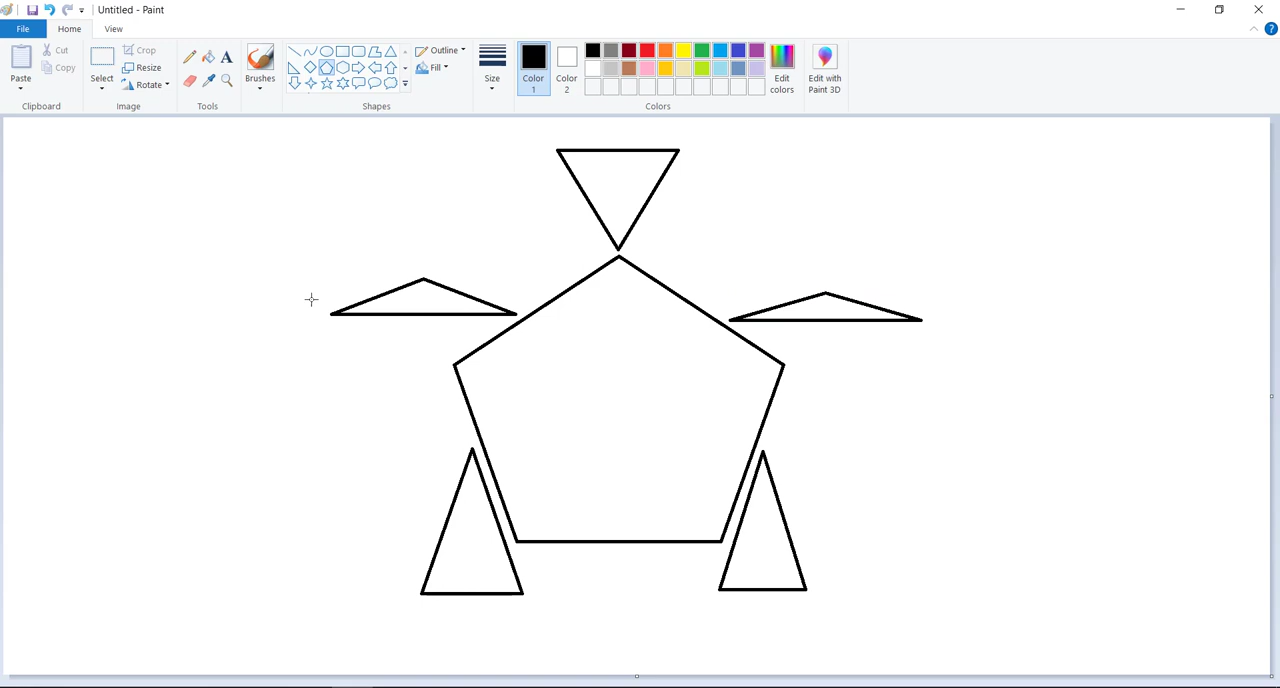 Untitled - Paint
File Home View
Paste
Cut
Copy
Clipboard
Select
Crop
Resize
Rotate
Image
Tools
Brushes
Shapes
Outline
Fill
Size
Color 1
Color 2
Edit colors
Colors
Edit with Paint 3D